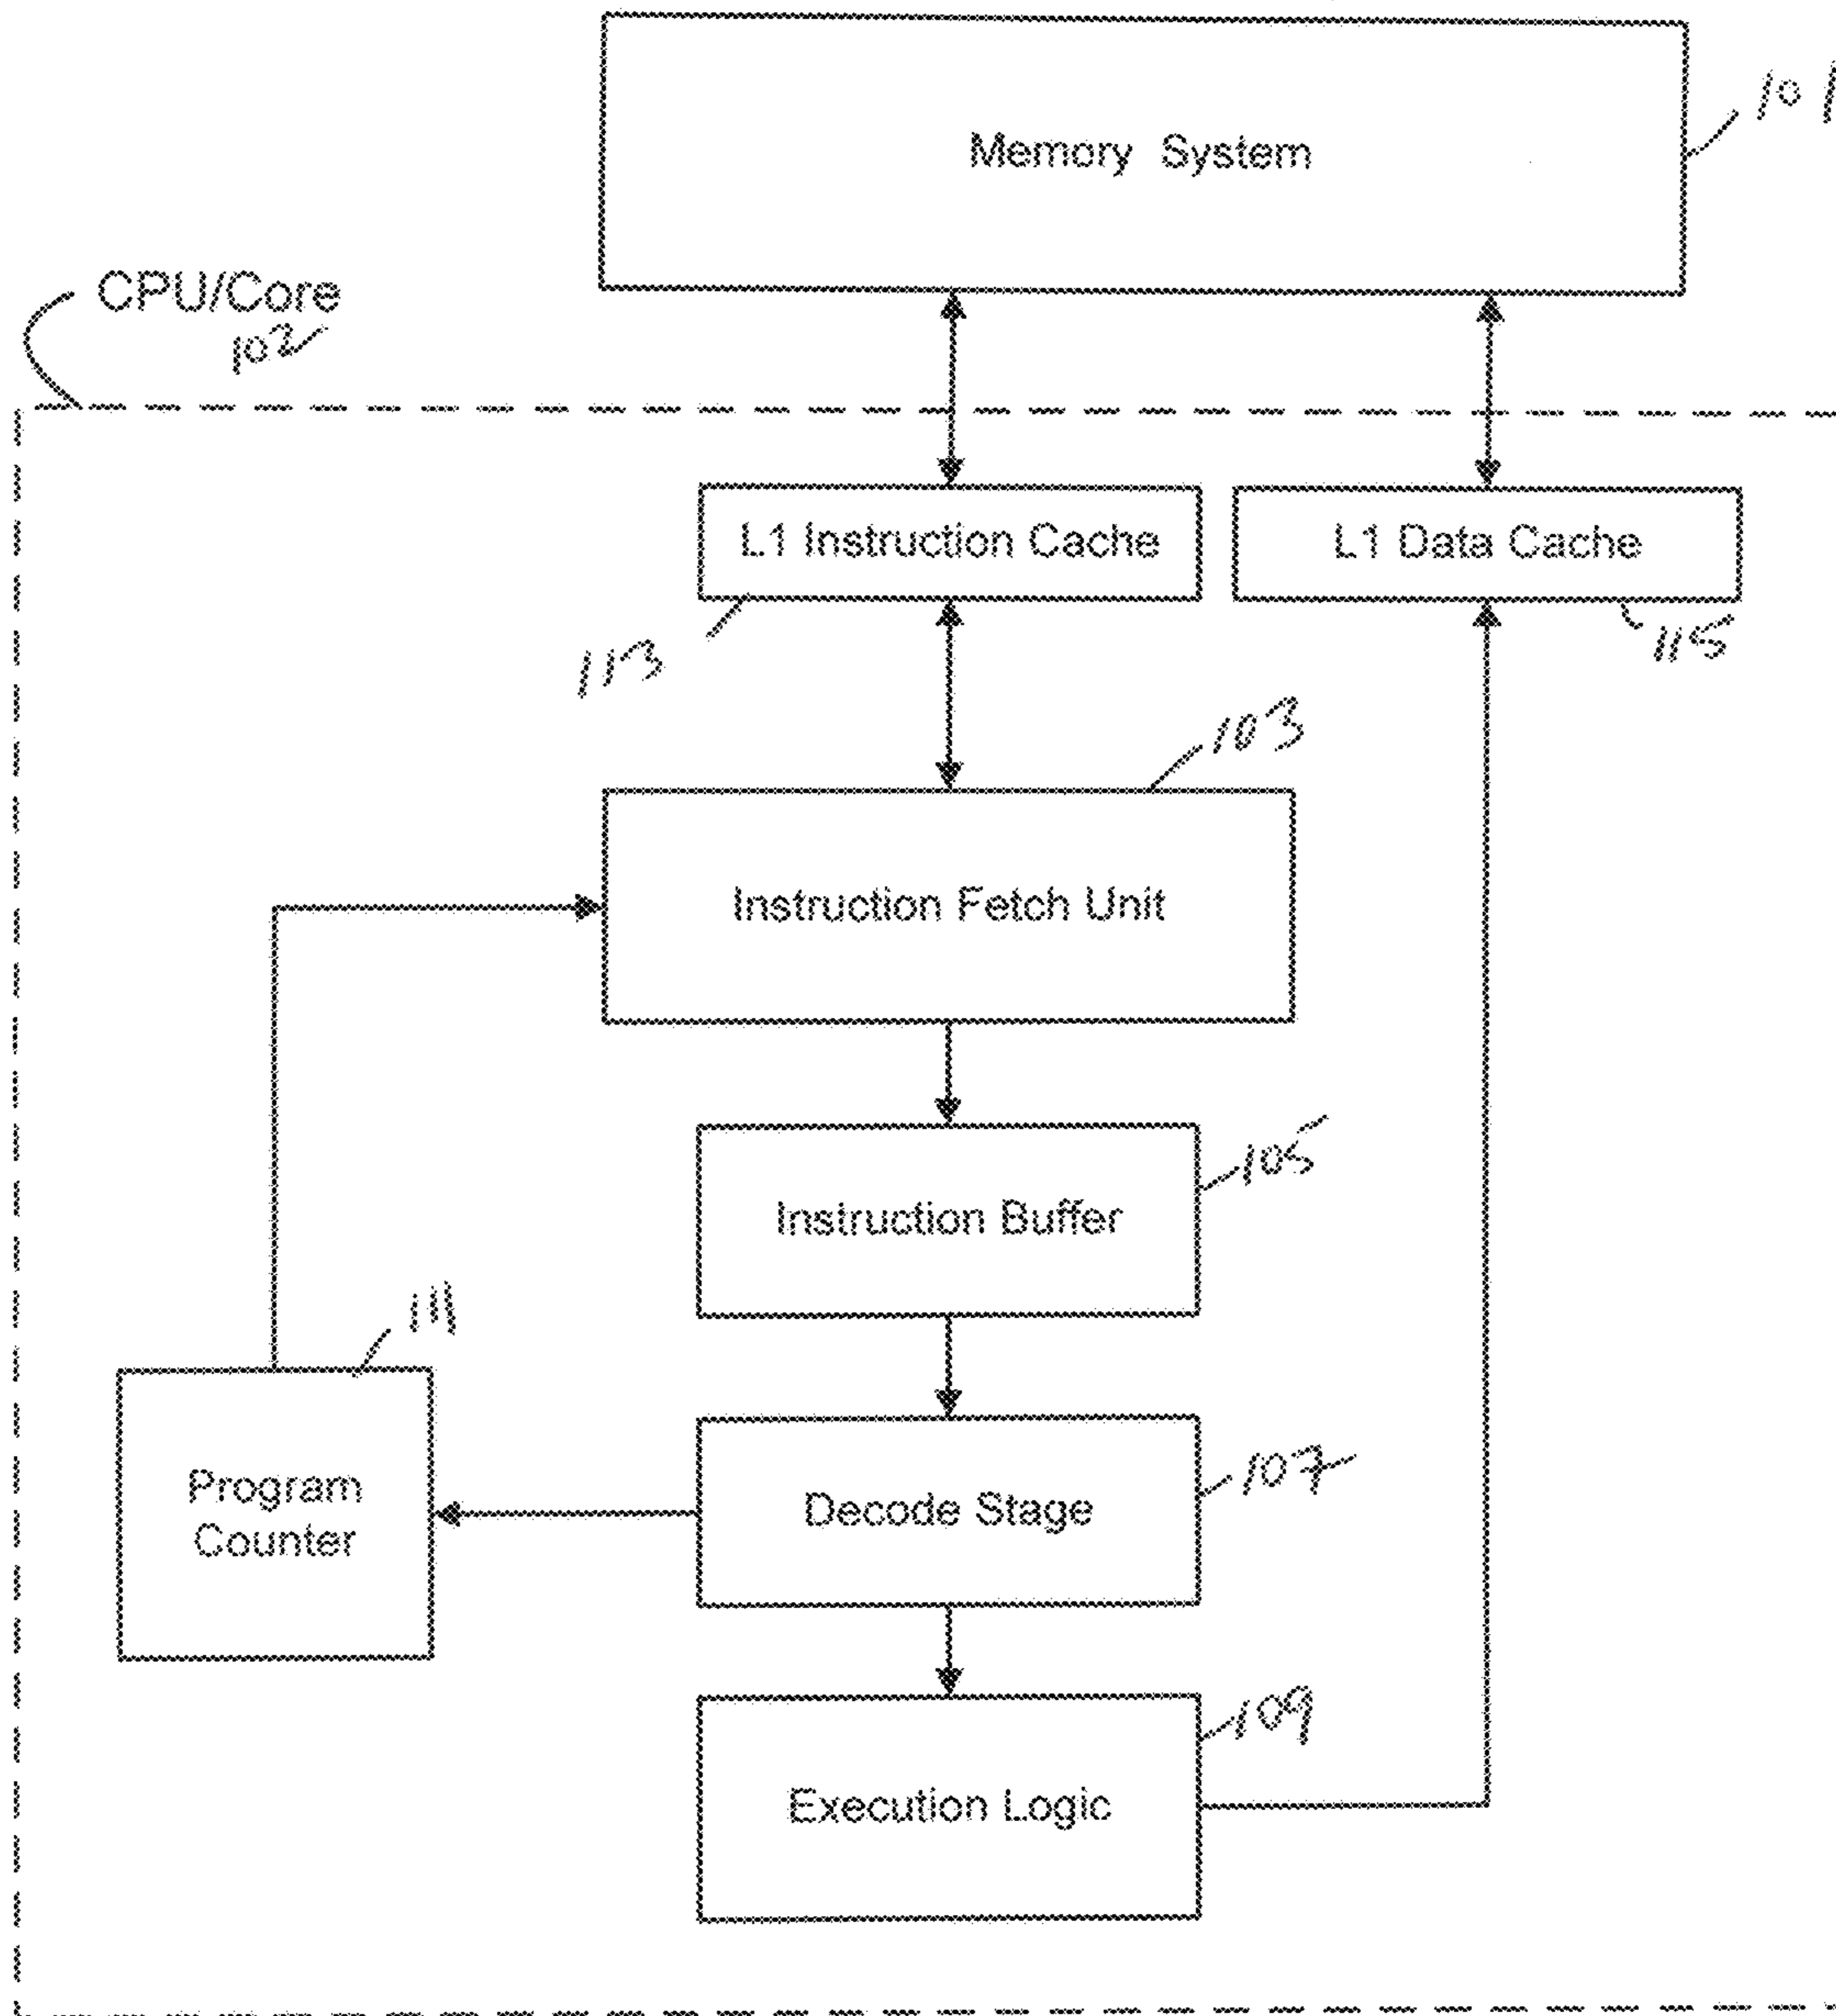 Memory System
101
CPU/Core
102
L1 Instruction Cache
L1 Data Cache
113
115
103
Instruction Fetch Unit
105
Instruction Buffer
111
Program
Counter
Decode Stage
107
109
Execution Logic